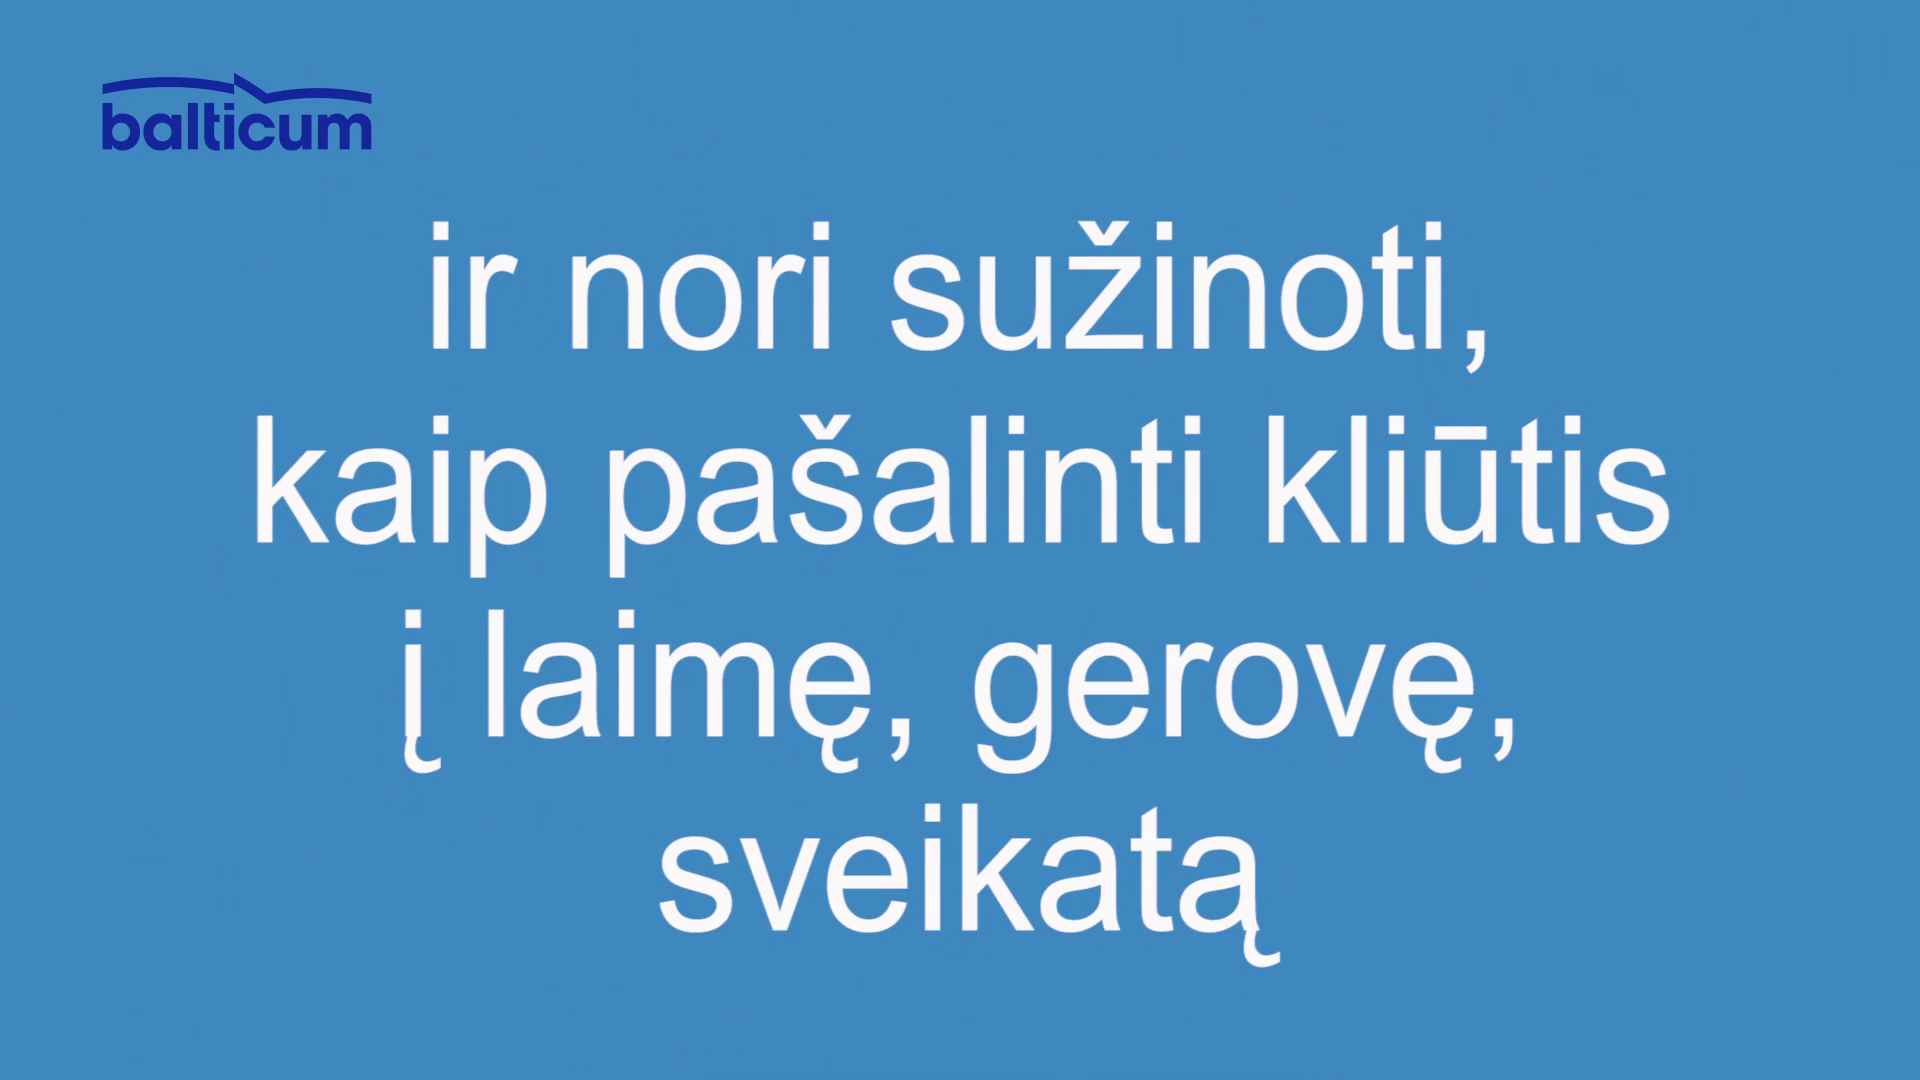 balticum
ir nori sužinoti,
kaip pašalinti kliūtis
į laimę, gerovę,
sveikatą